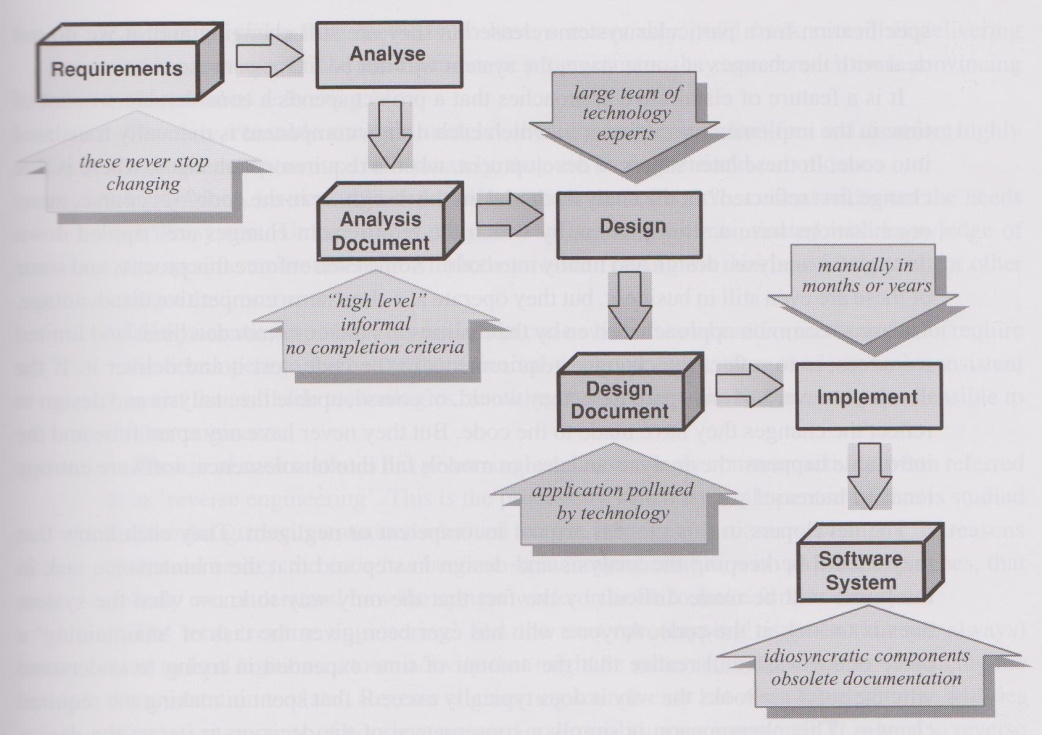 Requirements
Analyse
these never stop
changing
large team of
technology
experts
Analysis
Document
Design
"high level"
informal
no completion criteria
manually in
months or years
Design
Document
Implement
application polluted
by technology
Software
System
idiosyncratic components
obsolete documentation